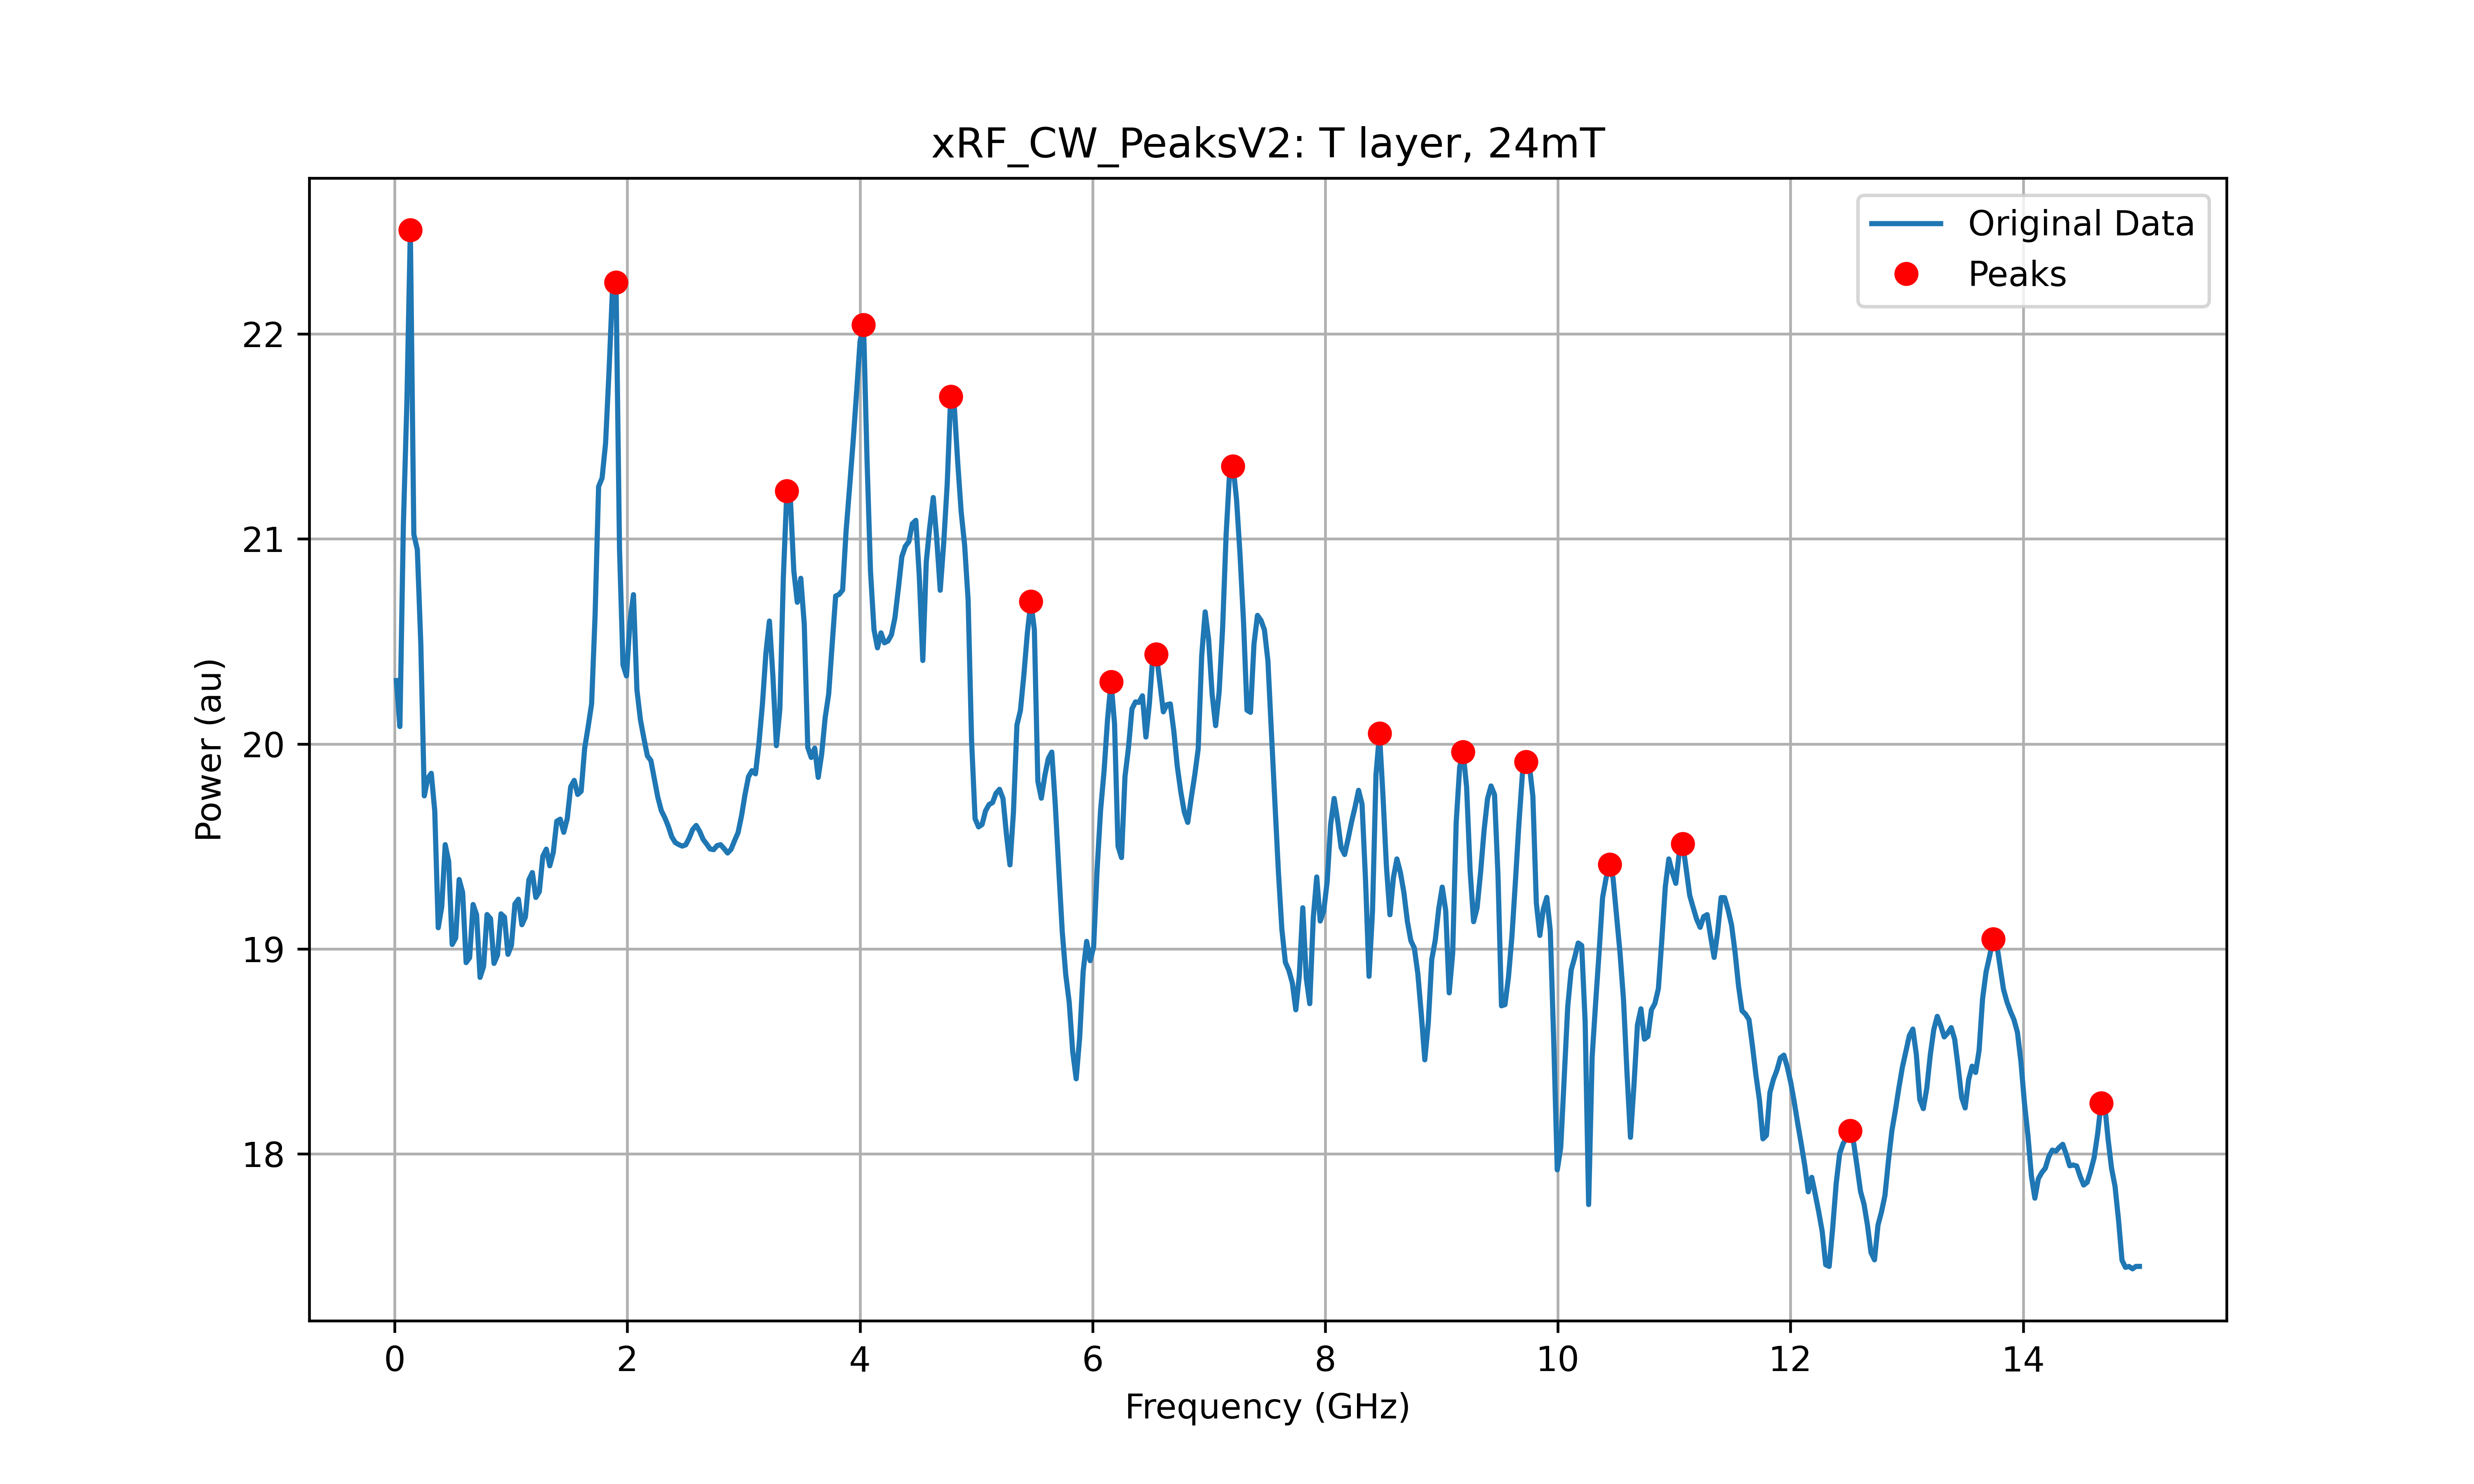 xRF_CW_PeaksV2: T layer, 24mT
Original Data
Peaks
22
21
20
19
18
Power (au)
0 2 4 6 8 10 12 14
Frequency (GHz)